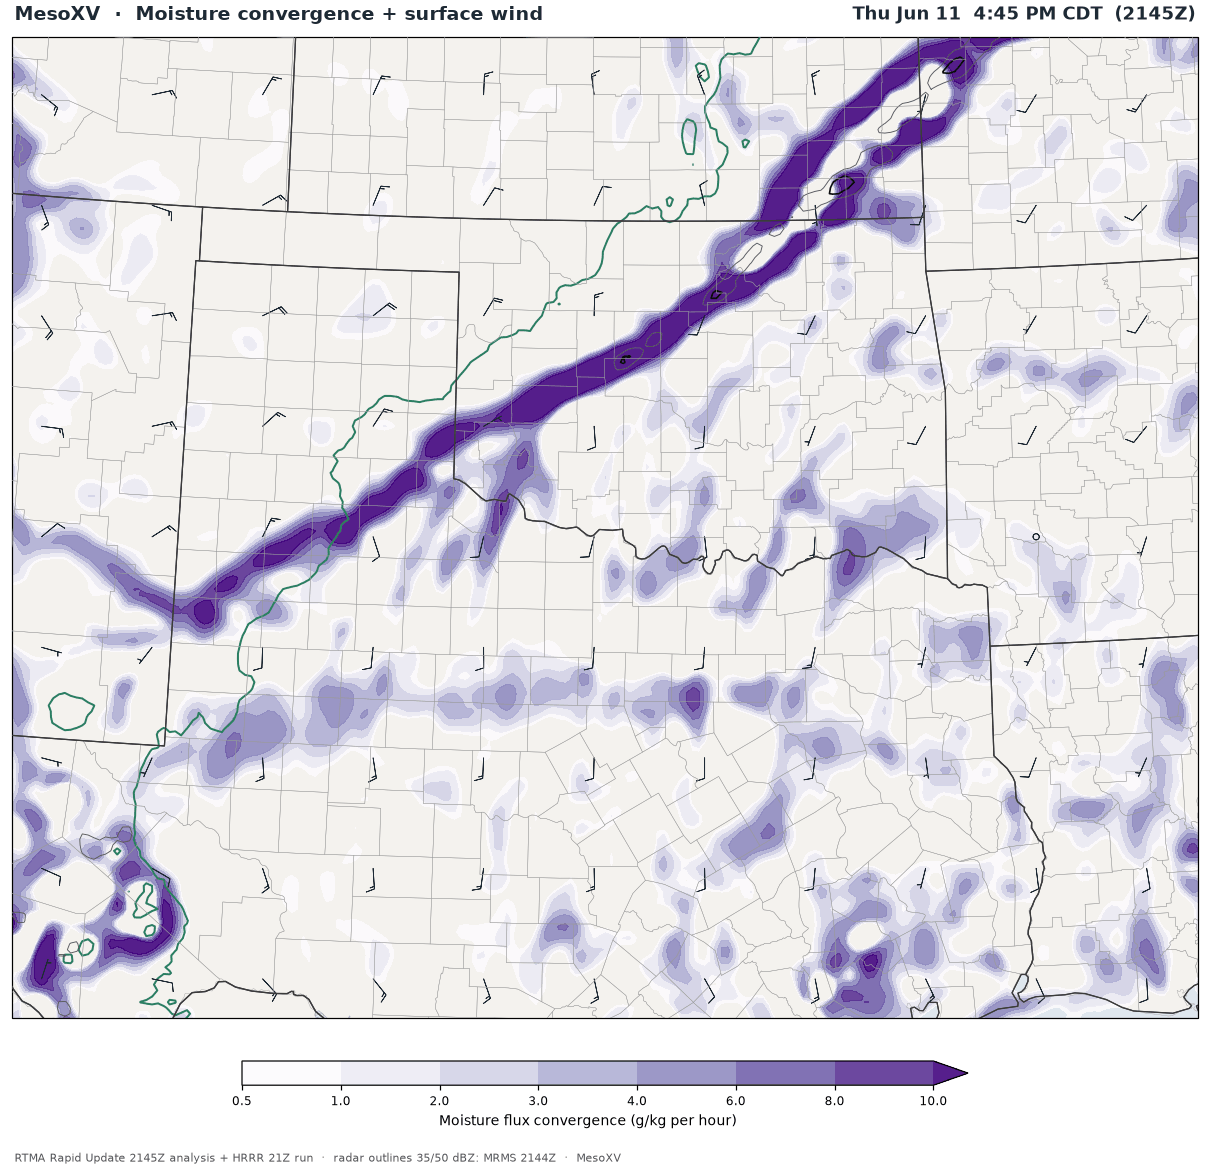 MesoXV · Moisture convergence + surface wind
Thu Jun 11 4:45 PM CDT (2145Z)
0.5 1.0 2.0 3.0 4.0 6.0 8.0 10.0
Moisture flux convergence (g/kg per hour)
RTMA Rapid Update 2145Z analysis + HRRR 21Z run · radar outlines 35/50 dBZ: MRMS 2144Z · MesoXV